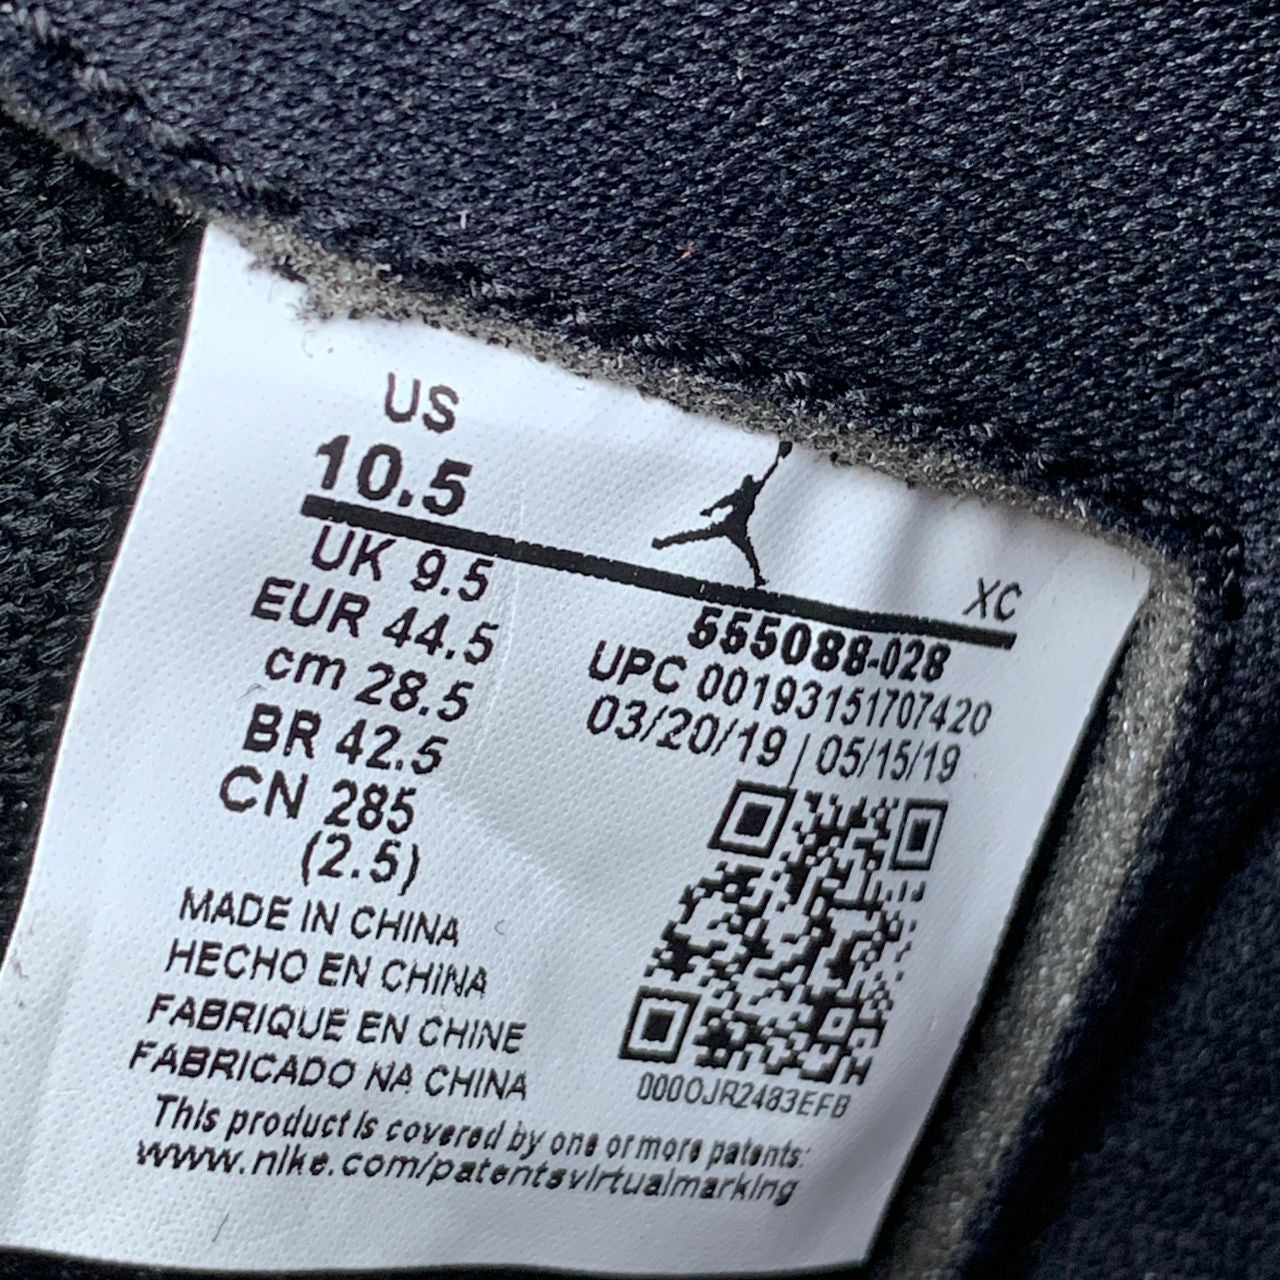 US
10.5
XC
UK 9.5
EUR 44.5
cm 28.5
BR 42.5
CN 285
(2.5)
555088-028
UPC 00193151707420
03/20/19 | 05/15/19
000OJR2483EFB
MADE IN CHINA
HECHO EN CHINA
FABRIQUE EN CHINE
FABRICADO NA CHINA
This product is covered by one or more patents:
www.nike.com/patentsvirtualmarking